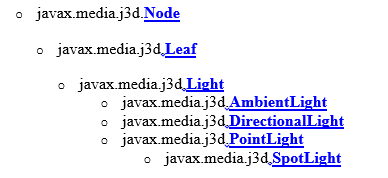 javax.media.j3d.Node
javax.media.j3d.Leaf
javax.media.j3d.Light
javax.media.j3d.AmbientLight
javax.media.j3d.DirectionalLight
javax.media.j3d.PointLight
javax.media.j3d.SpotLight